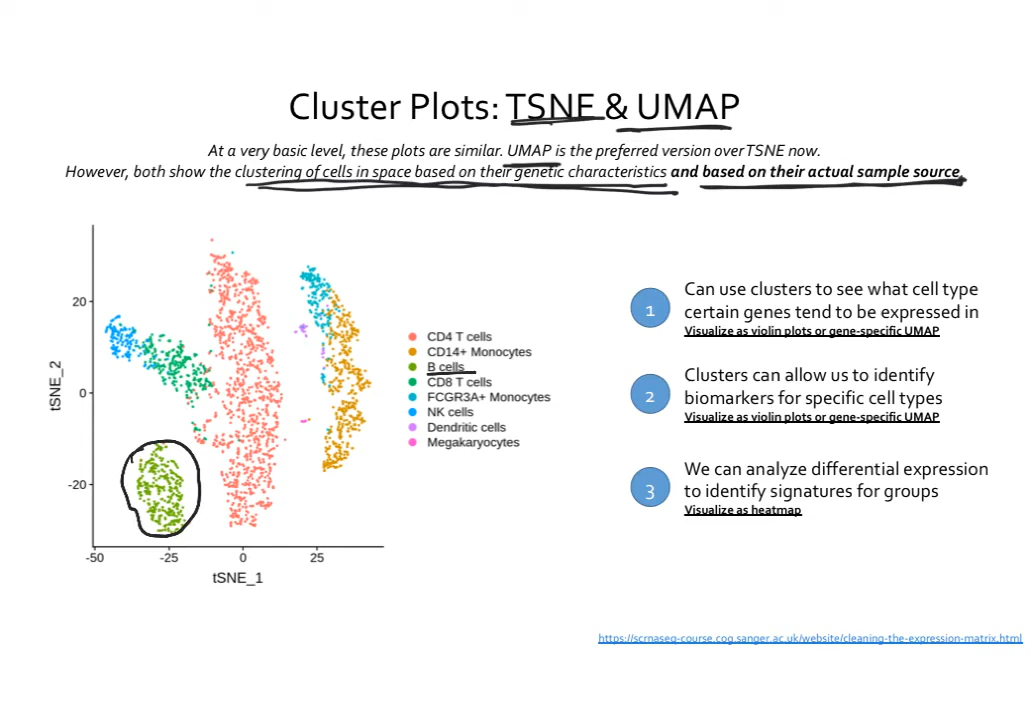 Cluster Plots: TSNE & UMAP
At a very basic level, these plots are similar. UMAP is the preferred version over TSNE now.
However, both show the clustering of cells in space based on their genetic characteristics and based on their actual sample source.
20
0
-20
tSNE_2
-50
-25
0
25
tSNE_1
CD4 T cells
CD14+ Monocytes
B cells
CD8 T cells
FCGR3A+ Monocytes
NK cells
Dendritic cells
Megakaryocytes
1
Can use clusters to see what cell type
certain genes tend to be expressed in
Visualize as violin plots or gene-specific UMAP
2
Clusters can allow us to identify
biomarkers for specific cell types
Visualize as violin plots or gene-specific UMAP
3
We can analyze differential expression
to identify signatures for groups
Visualize as heatmap
https://scrnaseq-course.cog.sanger.ac.uk/website/cleaning-the-expression-matrix.html